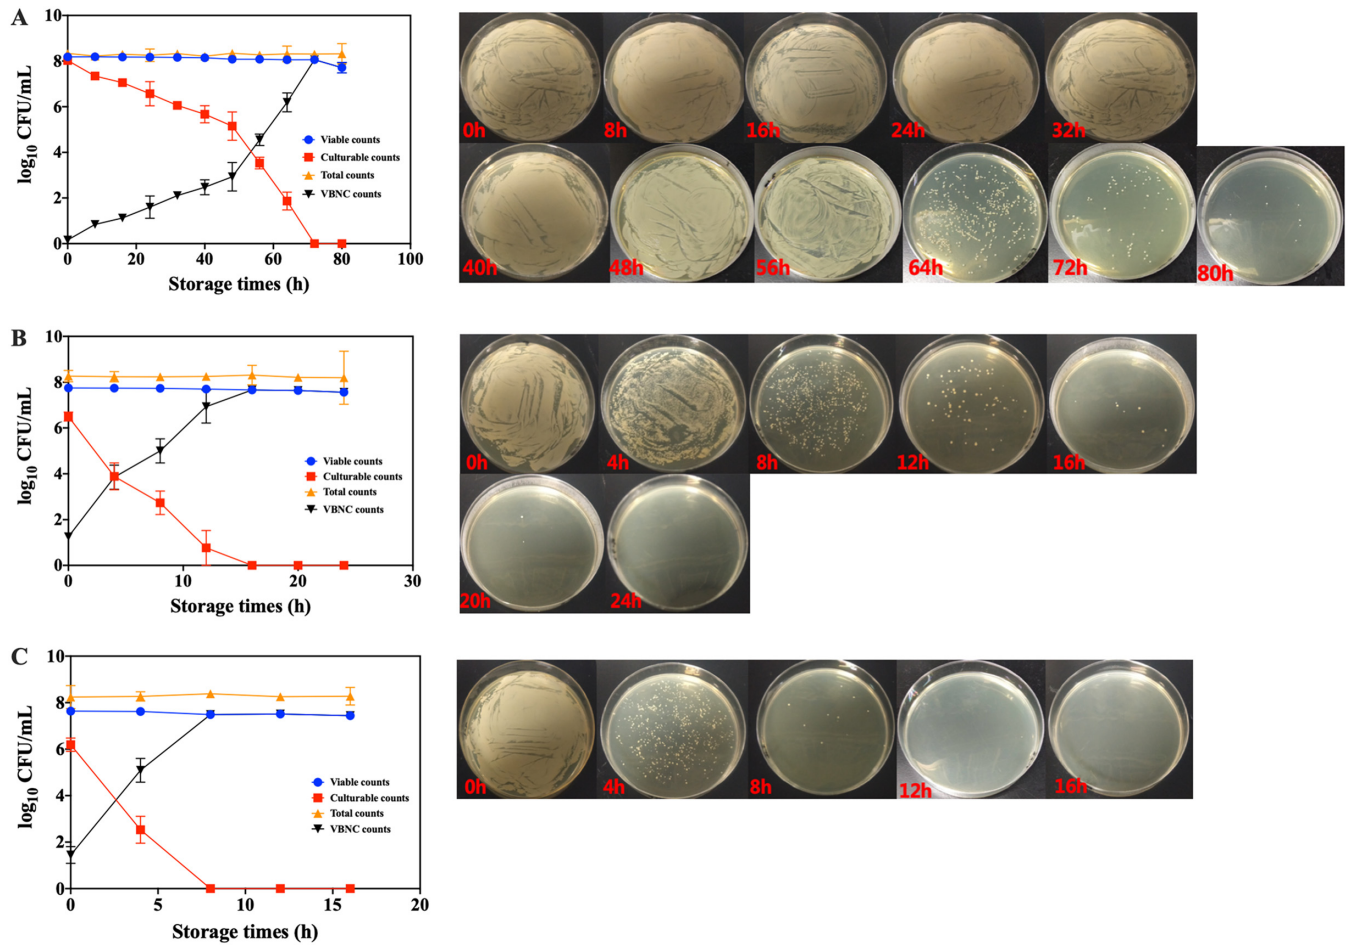 A
log10 CFU/mL
10
8
6
4
2
0
Viable counts
Culturable counts
Total counts
VBNC counts
0 20 40 60 80 100
Storage times (h)
0h 8h 16h 24h 32h
40h 48h 56h 64h 72h 80h
B
log10 CFU/mL
10
8
6
4
2
0
Viable counts
Culturable counts
Total counts
VBNC counts
0 10 20 30
Storage times (h)
0h 4h 8h 12h 16h
20h 24h
C
log10 CFU/mL
10
8
6
4
2
0
Viable counts
Culturable counts
Total counts
VBNC counts
0 5 10 15 20
Storage times (h)
0h 4h 8h 12h 16h